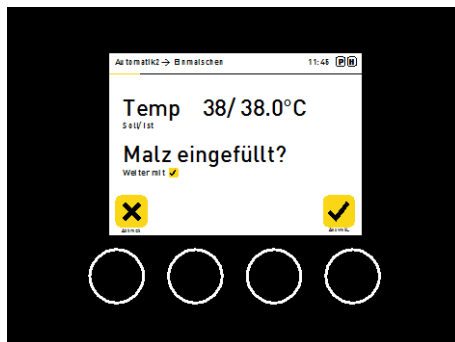 Automatik2 → Einmaischen 11:46 P H
Temp 38/ 38.0°C
Soll/ Ist
Malz eingefüllt?
Weiter mit ✓